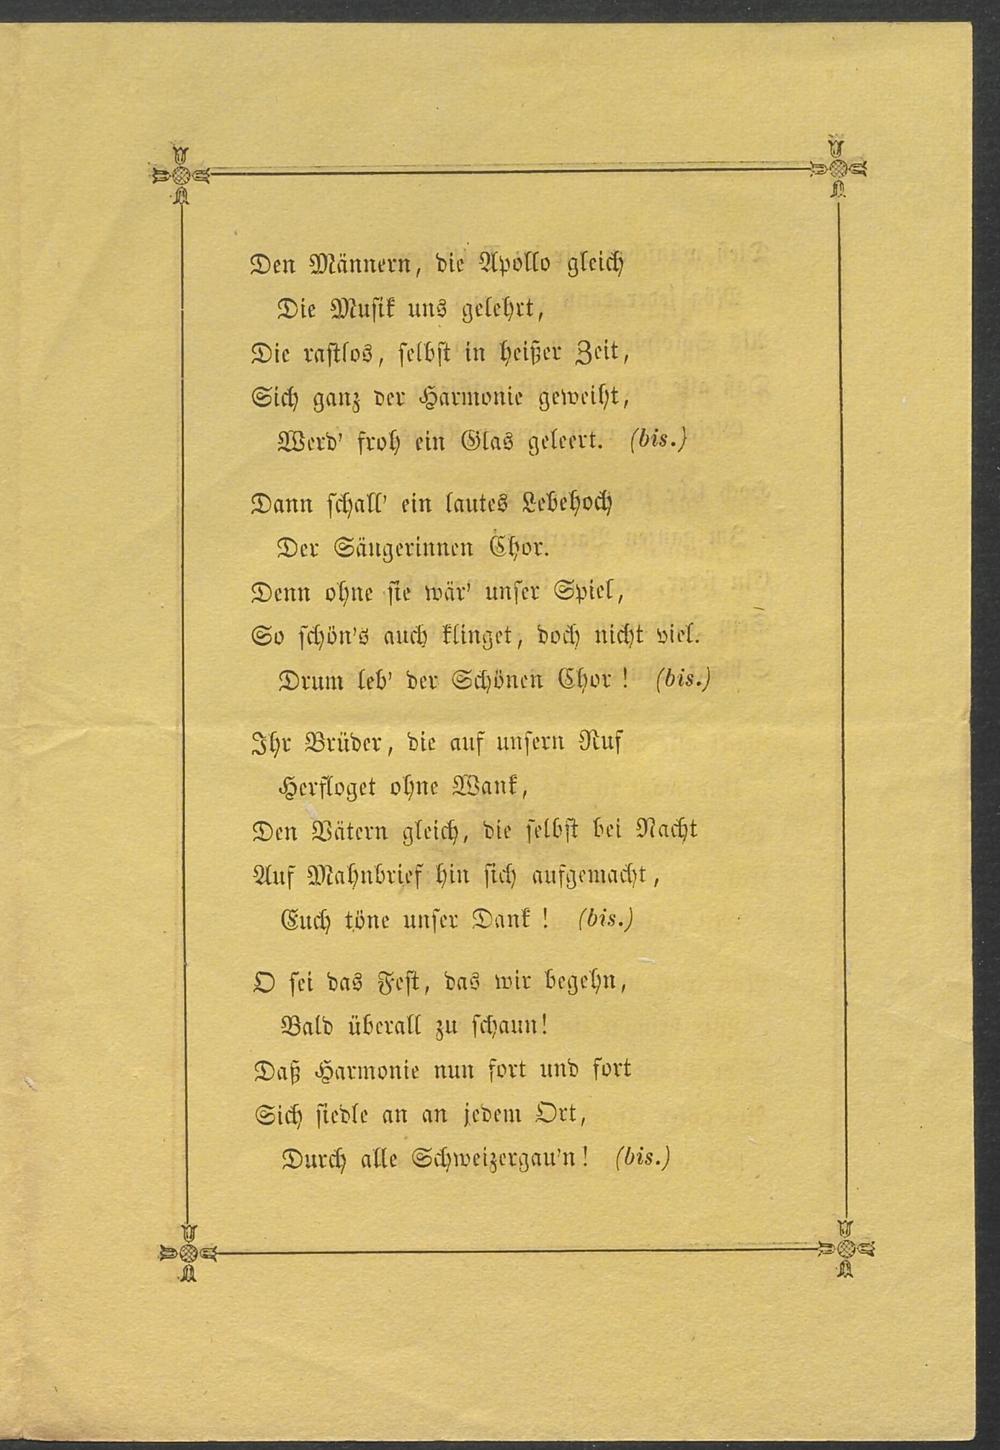 Den Männern, die Apollo gleich
Die Musik uns gelehrt,
Die rastlos, selbst in heißer Zeit,
Sich ganz der Harmonie geweiht,
Werd' froh ein Glas geleert. (bis.)
Dann schall' ein lautes Lebehoch
Der Sängerinnen Chor.
Denn ohne sie wär' unser Spiel,
So schön's auch klinget, doch nicht viel.
Drum leb' der Schönen Chor! (bis.)
Ihr Brüder, die auf unsern Ruf
Herfloget ohne Wank,
Den Vätern gleich, die selbst bei Nacht
Auf Mahnbrief hin sich aufgemacht,
Euch töne unser Dank! (bis.)
O sei das Fest, das wir begehn,
Bald überall zu schaun!
Daß Harmonie nun fort und fort
Sich siedle an an jedem Ort,
Durch alle Schweizergau'n! (bis.)